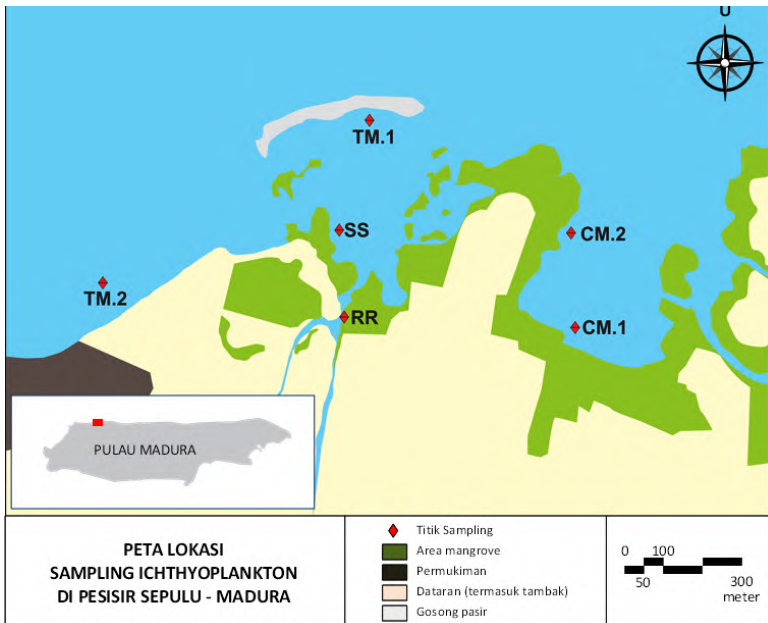 U
TM.1
SS
CM.2
TM.2
RR
CM.1
PULAU MADURA
PETA LOKASI
SAMPLING ICHTHYOPLANKTON
DI PESISIR SEPULU - MADURA
Titik Sampling
Area mangrove
Permukiman
Dataran (termasuk tambak)
Gosong pasir
0 100
50 300
meter